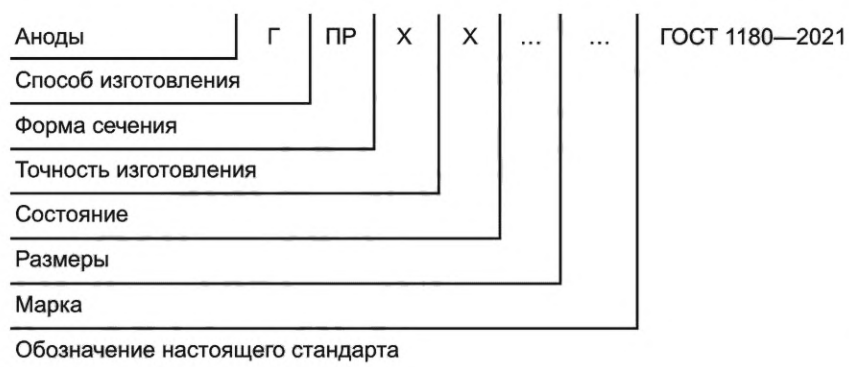 Аноды Г ПР Х Х ... ... ГОСТ 1180—2021
Способ изготовления
Форма сечения
Точность изготовления
Состояние
Размеры
Марка
Обозначение настоящего стандарта